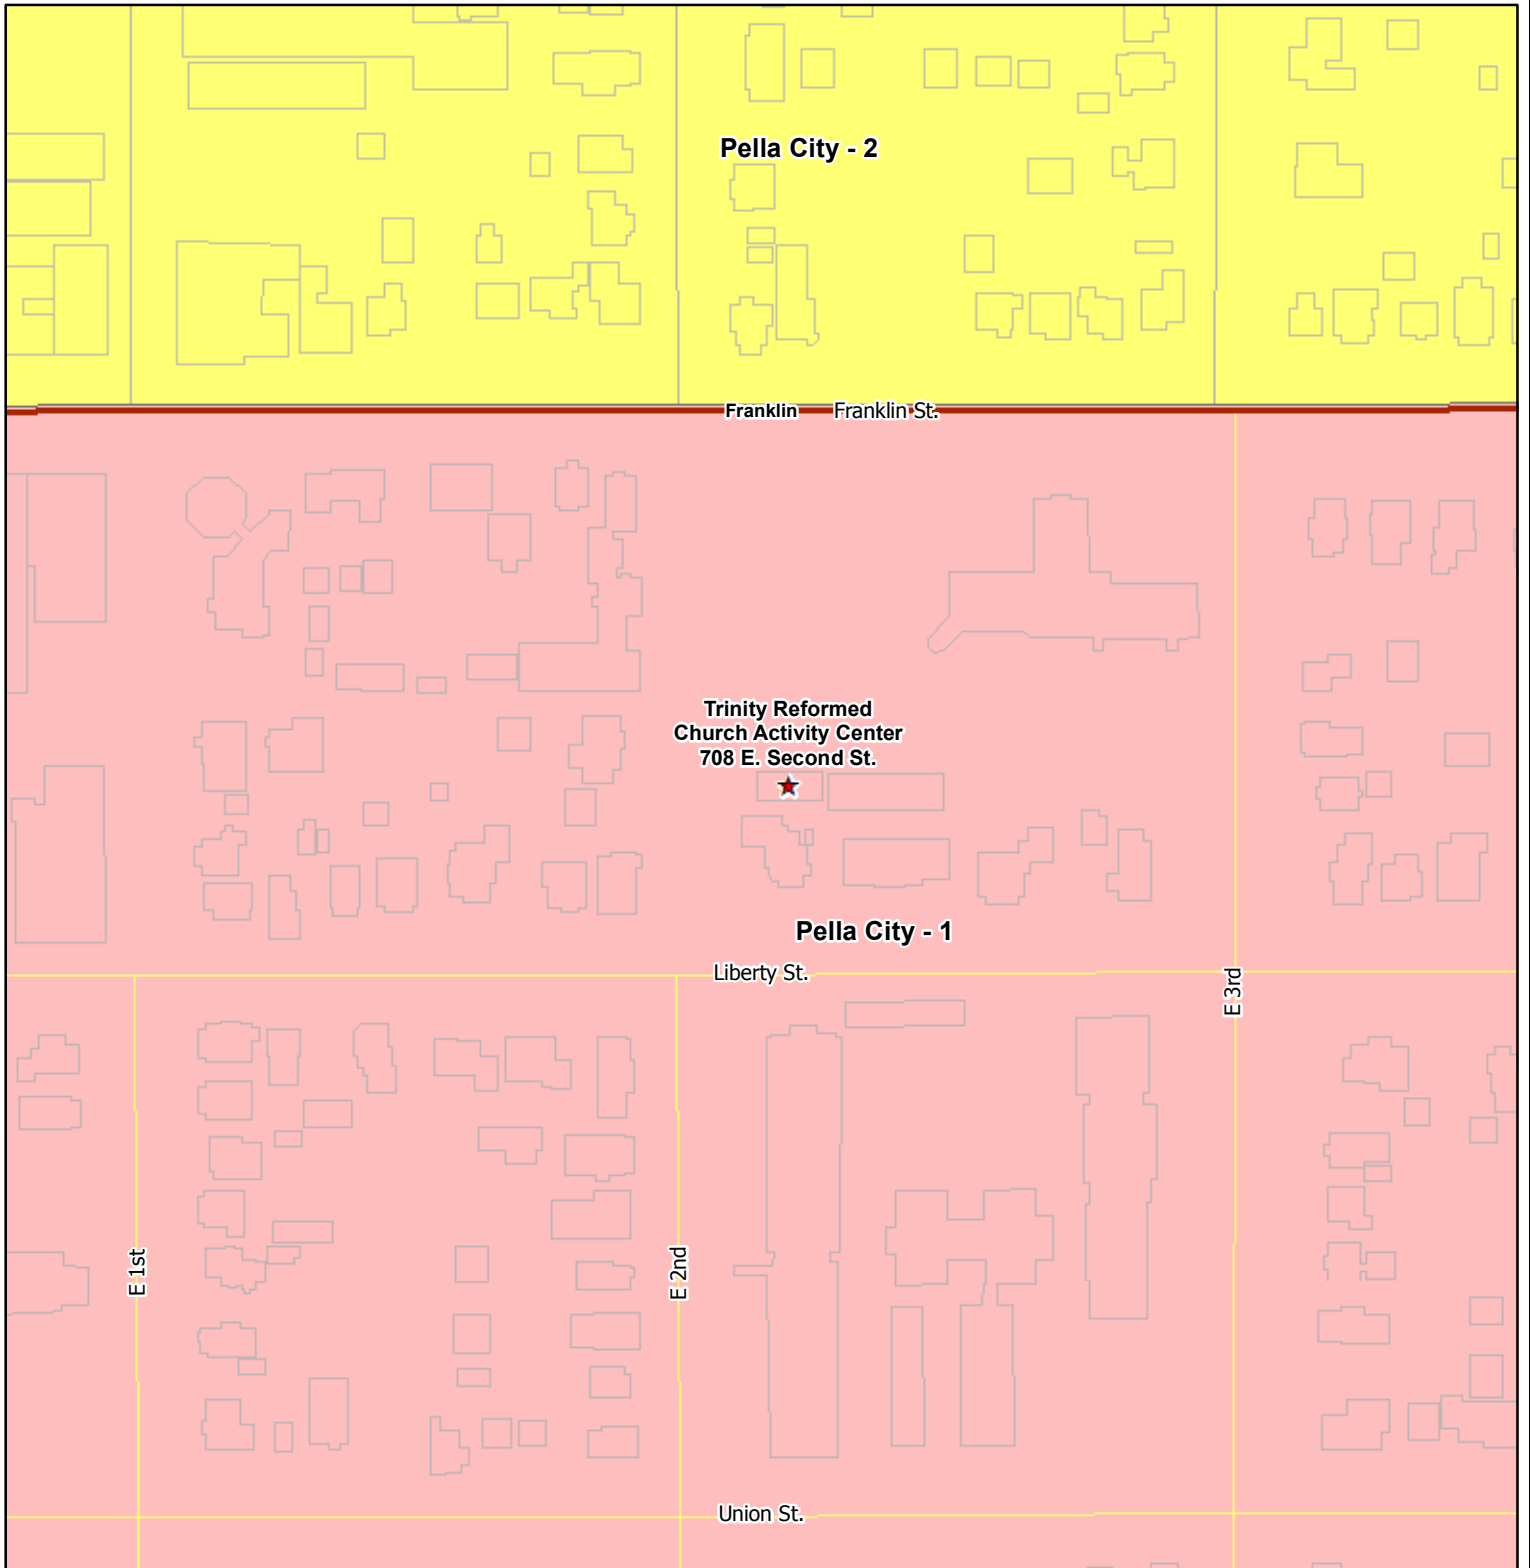 Pella City - 2
Franklin Franklin St.
Trinity Reformed
Church Activity Center
708 E. Second St.
Pella City - 1
Liberty St.
E 3rd
E 1st
E 2nd
Union St.